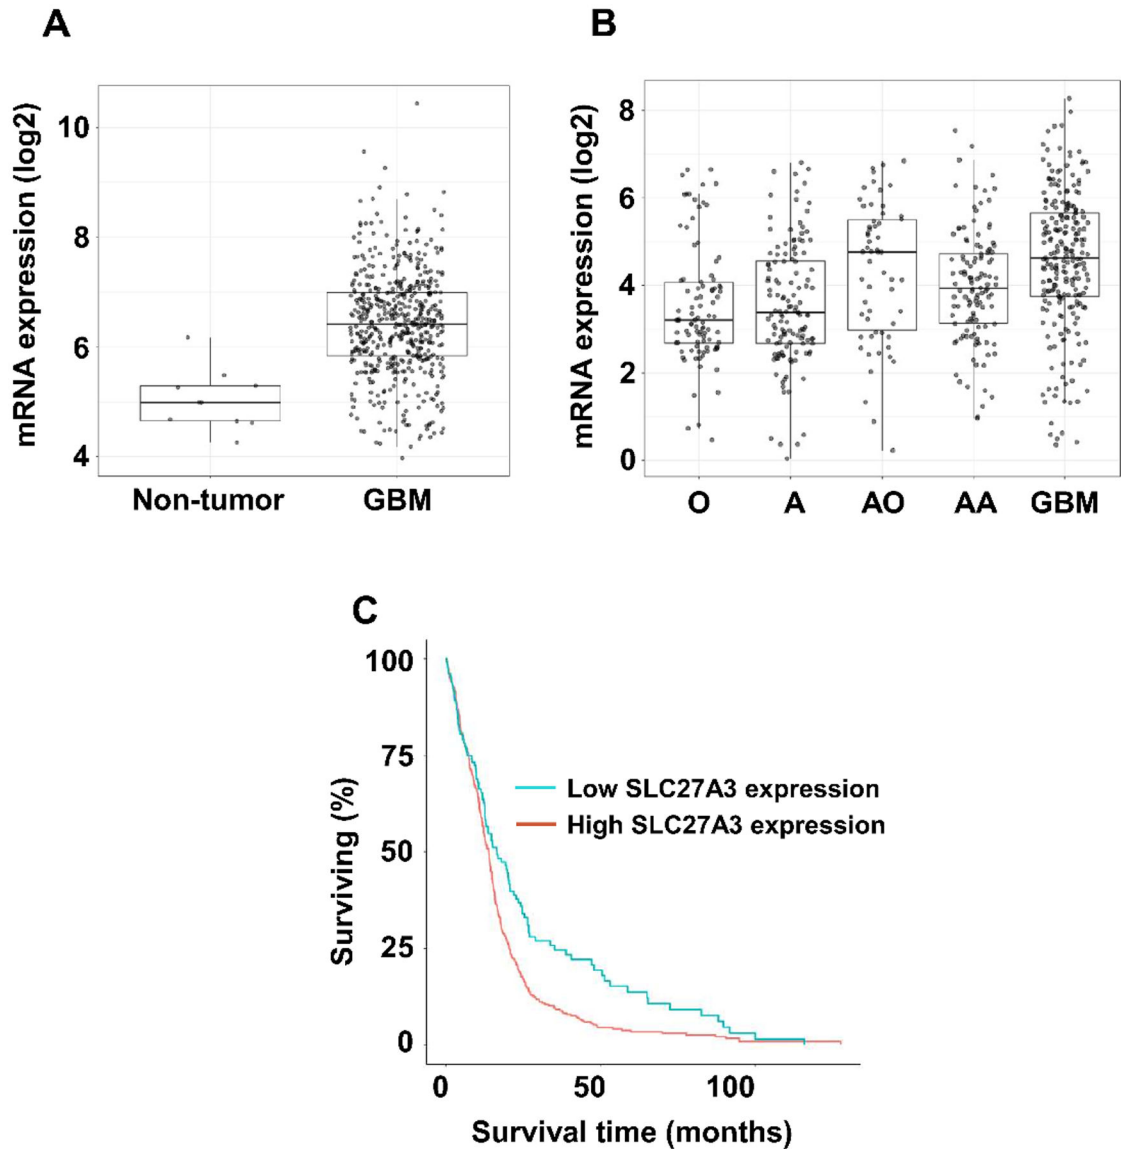 A
mRNA expression (log2)
10
8
6
4
Non-tumor GBM
B
mRNA expression (log2)
8
6
4
2
0
O A AO AA GBM
C
Surviving (%)
100
75
50
25
0
Low SLC27A3 expression
High SLC27A3 expression
0 50 100
Survival time (months)